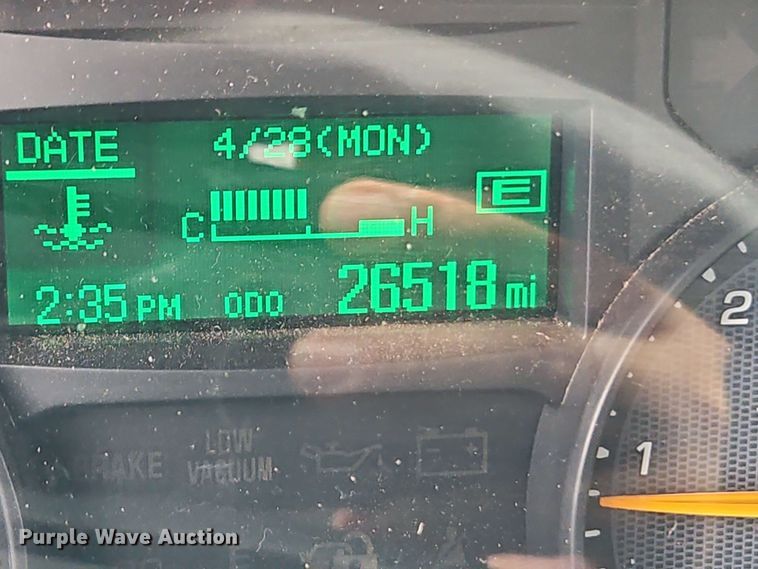 DATE 4/28(MON)
E
C H
2:35 PM ODO 26518 mi
2
LOW
BRAKE VACUUM
1
Purple Wave Auction